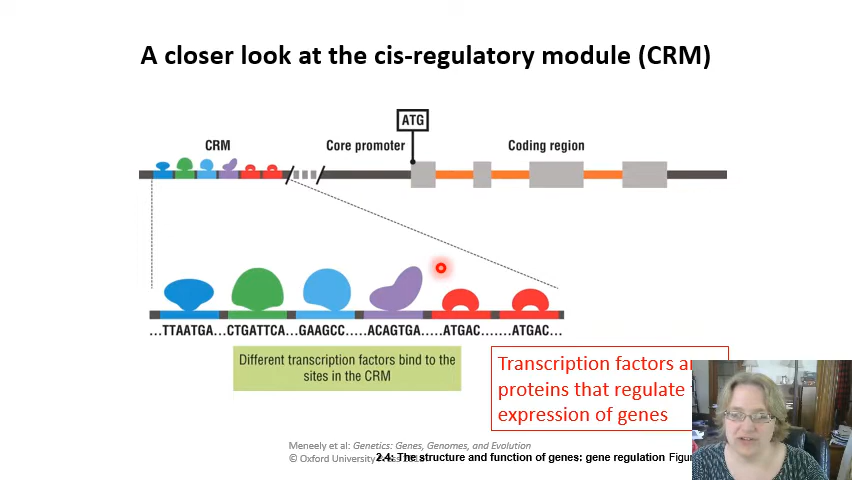 A closer look at the cis-regulatory module (CRM)
ATG
CRM
Core promoter
Coding region
...TTAATGA...CTGATTCA...GAAGCC.....ACAGTGA....ATGAC.......ATGAC...
Different transcription factors bind to the
sites in the CRM
Transcription factors
proteins that regulate
expression of genes
Meneely et al: Genetics: Genes, Genomes, and Evolution
© Oxford University
2.4: The structure and function of genes: gene regulation